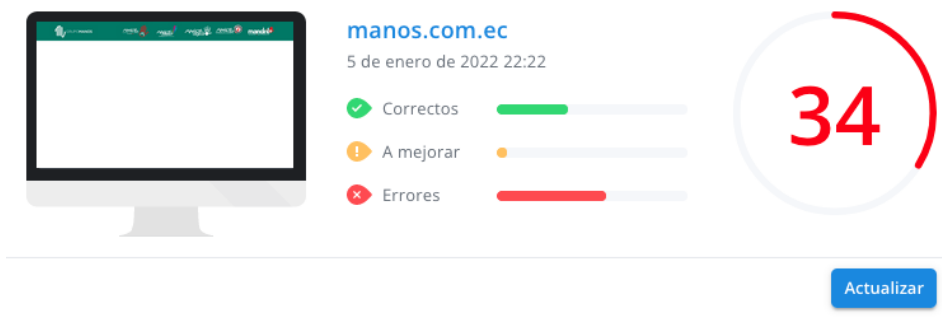 manos.com.ec
5 de enero de 2022 22:22
Correctos
A mejorar
Errores
34
Actualizar